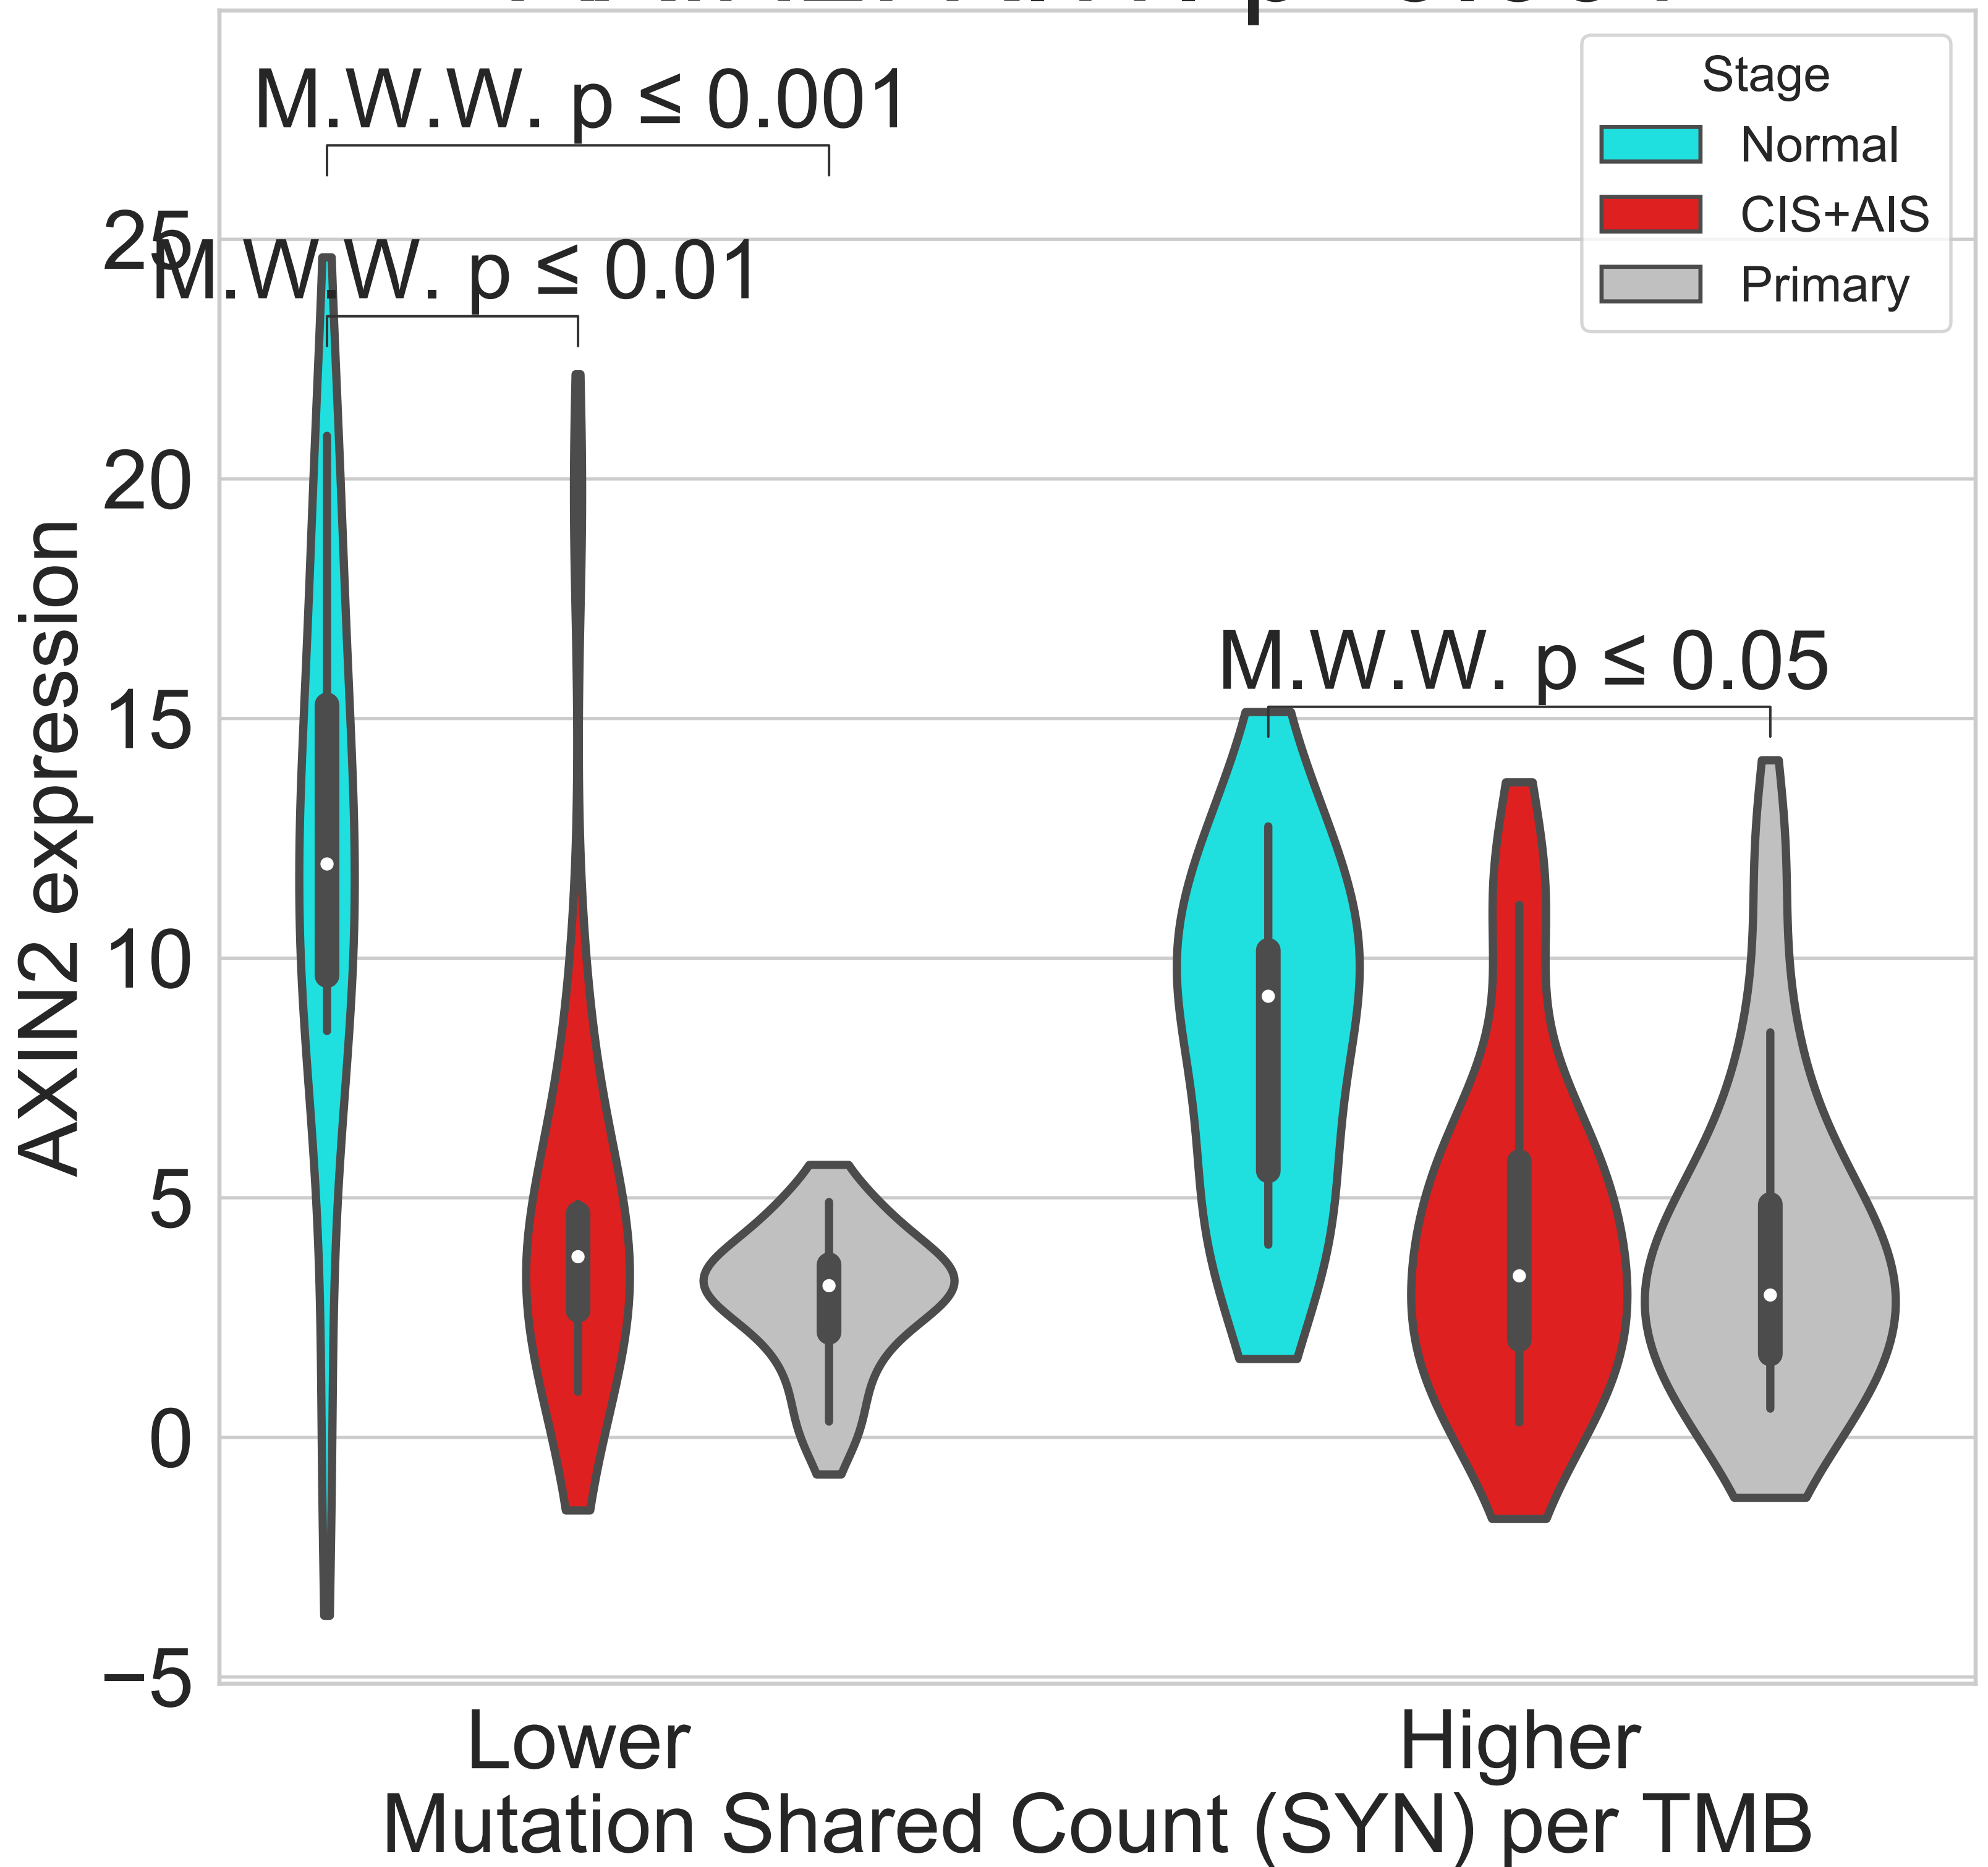 M.W.W. p ≤ 0.001
Stage
Normal
CIS+AIS
Primary
M.W.W. p ≤ 0.01
M.W.W. p ≤ 0.05
AXIN2 expression
25
20
15
10
5
0
−5
Lower
Higher
Mutation Shared Count (SYN) per TMB